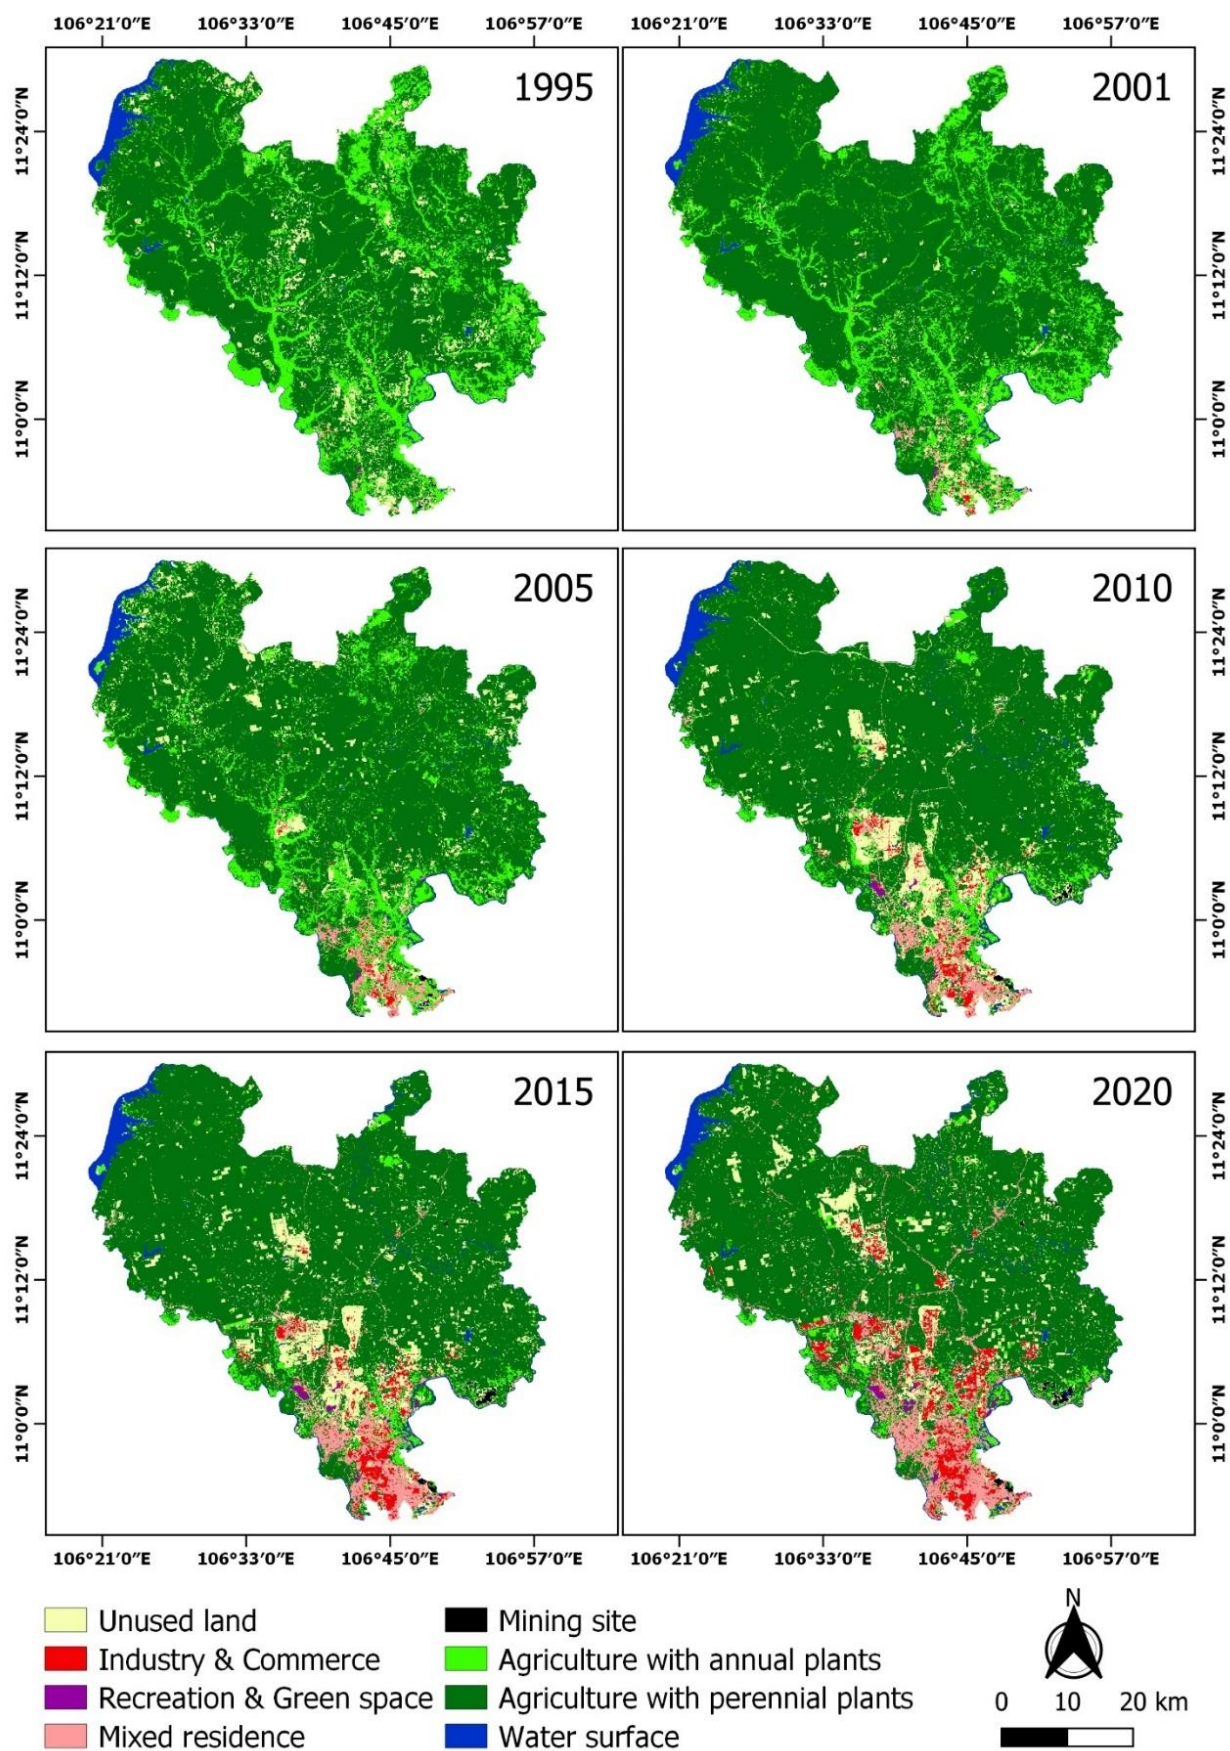 106°21′0″E 106°33′0″E 106°45′0″E 106°57′0″E 106°21′0″E 106°33′0″E 106°45′0″E 106°57′0″E
1995 2001
11°24′0″N 11°24′0″N
11°12′0″N 11°12′0″N
11°0′0″N 11°0′0″N
2005 2010
11°24′0″N 11°24′0″N
11°12′0″N 11°12′0″N
11°0′0″N 11°0′0″N
2015 2020
11°24′0″N 11°24′0″N
11°12′0″N 11°12′0″N
11°0′0″N 11°0′0″N
106°21′0″E 106°33′0″E 106°45′0″E 106°57′0″E 106°21′0″E 106°33′0″E 106°45′0″E 106°57′0″E
Unused land
Industry & Commerce
Recreation & Green space
Mixed residence
Mining site
Agriculture with annual plants
Agriculture with perennial plants
Water surface
N
0 10 20 km